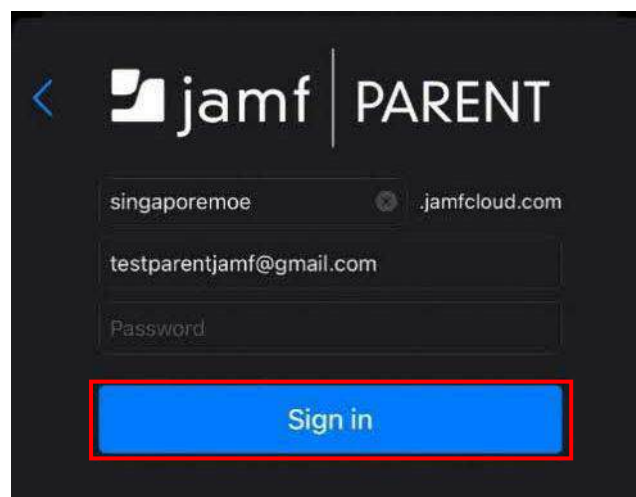 jamf | PARENT
singaporemoe .jamfcloud.com
testparentjamf@gmail.com
Password
Sign in